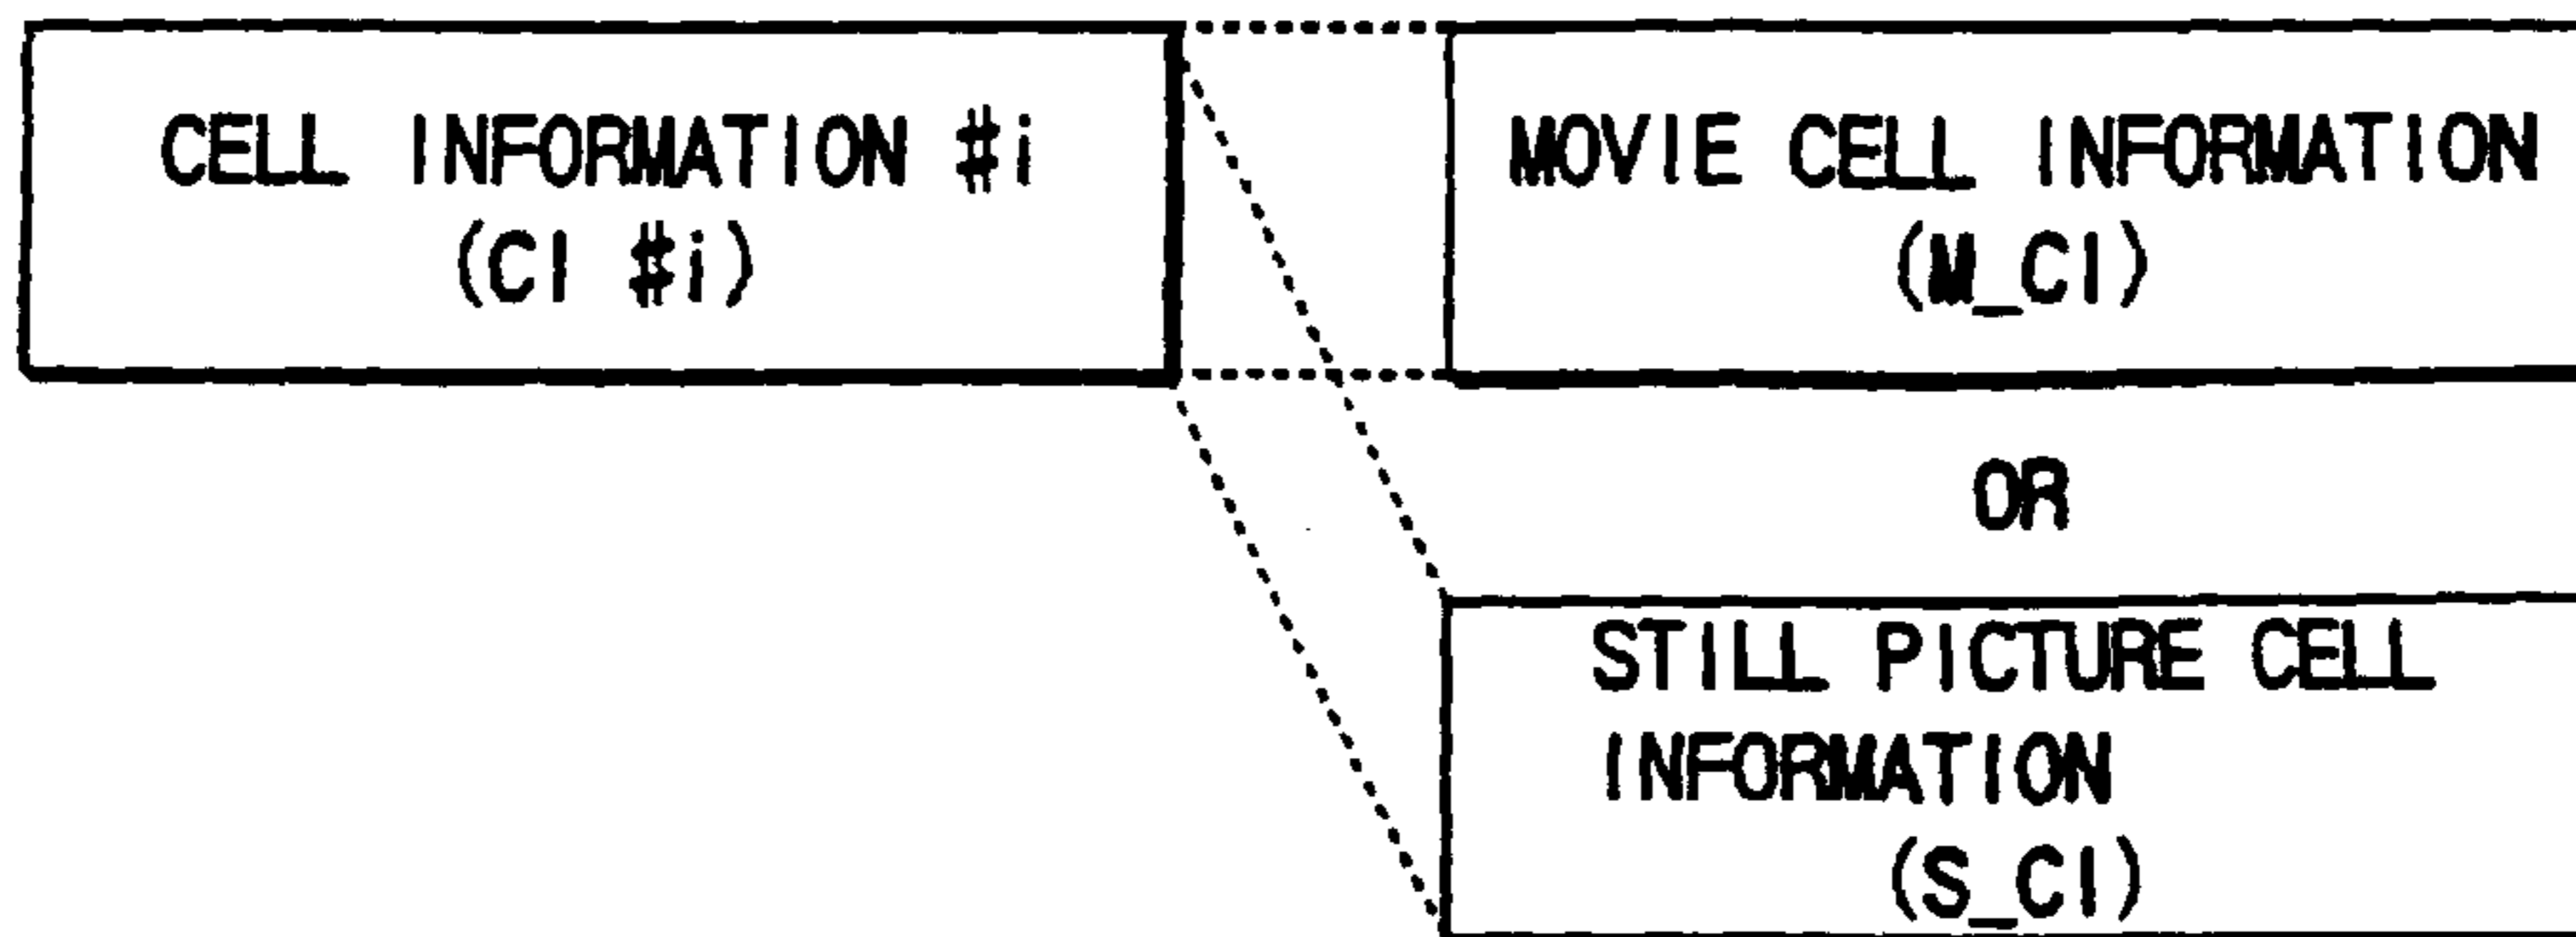 CELL INFORMATION #i
(CI #i)
MOVIE CELL INFORMATION
(M_CI)
OR
STILL PICTURE CELL
INFORMATION
(S_CI)